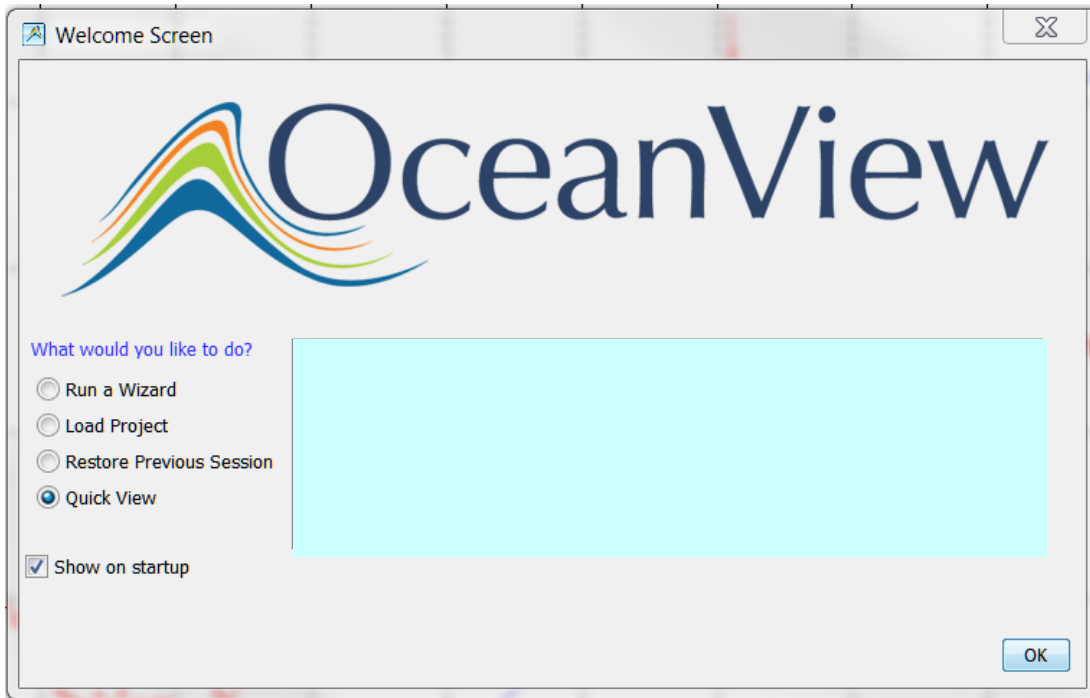 Welcome Screen
OceanView
What would you like to do?
Run a Wizard
Load Project
Restore Previous Session
Quick View
Show on startup
OK